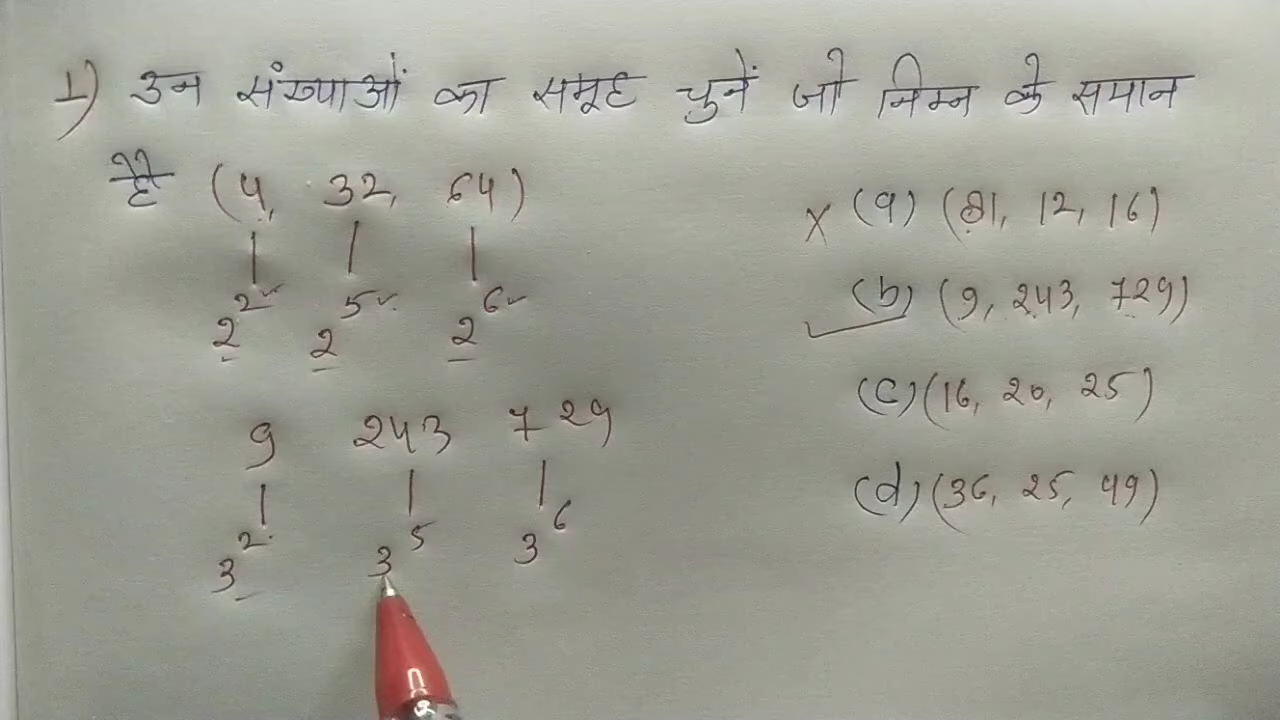 1) उन संख्याओं का समूह चुनें जो निम्न के समान
है (4, 32, 64)
2² 2⁵ 2⁶
9 243 729
3² 3⁵ 3⁶
X (a) (81, 12, 16)
(b) (9, 243, 729)
(c) (16, 20, 25)
(d) (36, 25, 49)